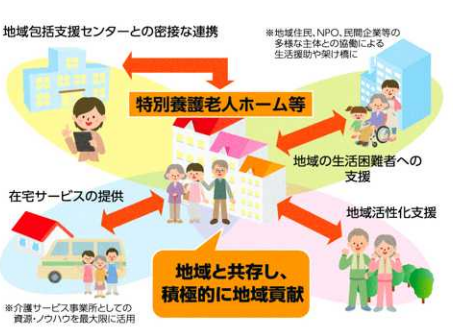 地域包括支援センターとの密接な連携
※地域住民、NPO、民間企業等の
多様な主体との協働による
生活援助や架け橋に
特別養護老人ホーム等
地域の生活困難者への
支援
在宅サービスの提供
地域活性化支援
地域と共存し、
積極的に地域貢献
※介護サービス事業所としての
資源・ノウハウを最大限に活用